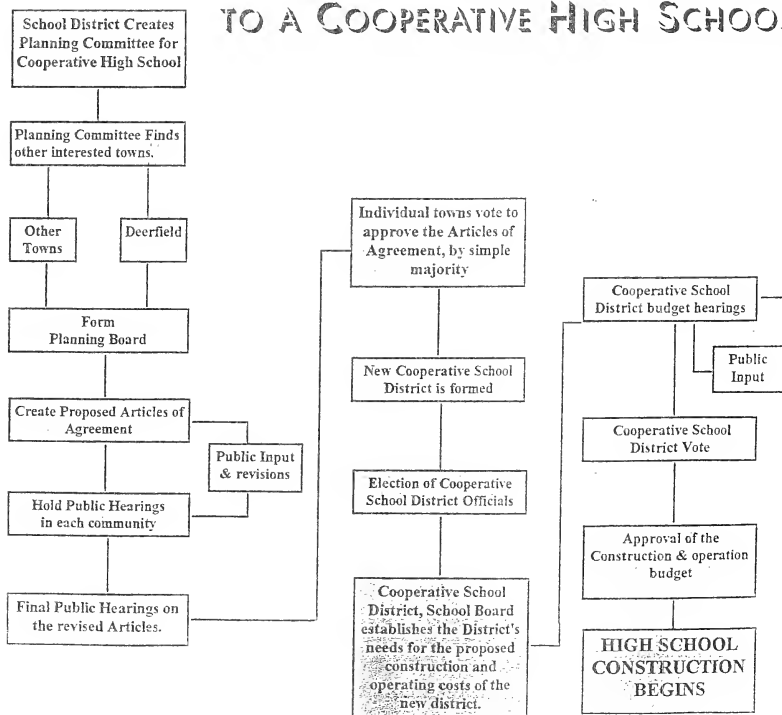 TO A COOPERATIVE HIGH SCHOO
School District Creates
Planning Committee for
Cooperative High School
Planning Committee Finds
other interested towns.
Other
Towns
Deerfield
Form
Planning Board
Create Proposed Articles of
Agreement
Public Input
& revisions
Hold Public Hearings
in each community
Final Public Hearings on
the revised Articles.
Individual towns vote to
approve the Articles of
Agreement, by simple
majority
New Cooperative School
District is formed
Election of Cooperative
School District Officials
Cooperative School
District, School Board
establishes the District's
needs for the proposed
construction and
operating costs of the
new district.
Cooperative School
District budget hearings
Public
Input
Cooperative School
District Vote
Approval of the
Construction & operation
budget
HIGH SCHOOL
CONSTRUCTION
BEGINS